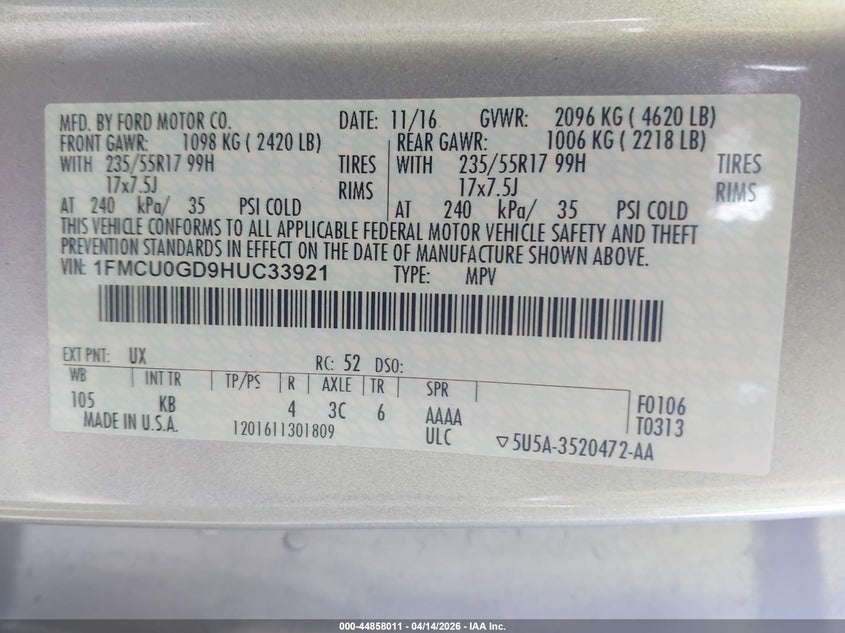 MFD. BY FORD MOTOR CO. DATE: 11/16 GVWR: 2096 KG ( 4620 LB)
FRONT GAWR: 1098 KG ( 2420 LB) REAR GAWR: 1006 KG ( 2218 LB)
WITH 235/55R17 99H TIRES WITH 235/55R17 99H TIRES
17x7.5J RIMS 17x7.5J RIMS
AT 240 kPa/ 35 PSI COLD AT 240 kPa/ 35 PSI COLD
THIS VEHICLE CONFORMS TO ALL APPLICABLE FEDERAL MOTOR VEHICLE SAFETY AND THEFT
PREVENTION STANDARDS IN EFFECT ON THE DATE OF MANUFACTURE SHOWN ABOVE.
VIN: 1FMCU0GD9HUC33921 TYPE: MPV
EXT PNT: UX RC: 52 DSO:
WB INT TR TP/PS R AXLE TR SPR
105 KB 4 3C 6 AAAA F0106
MADE IN U.S.A. 1201611301809 ULC T0313
▽5U5A-3520472-AA
000-44858011 - 04/14/2026 - IAA Inc.